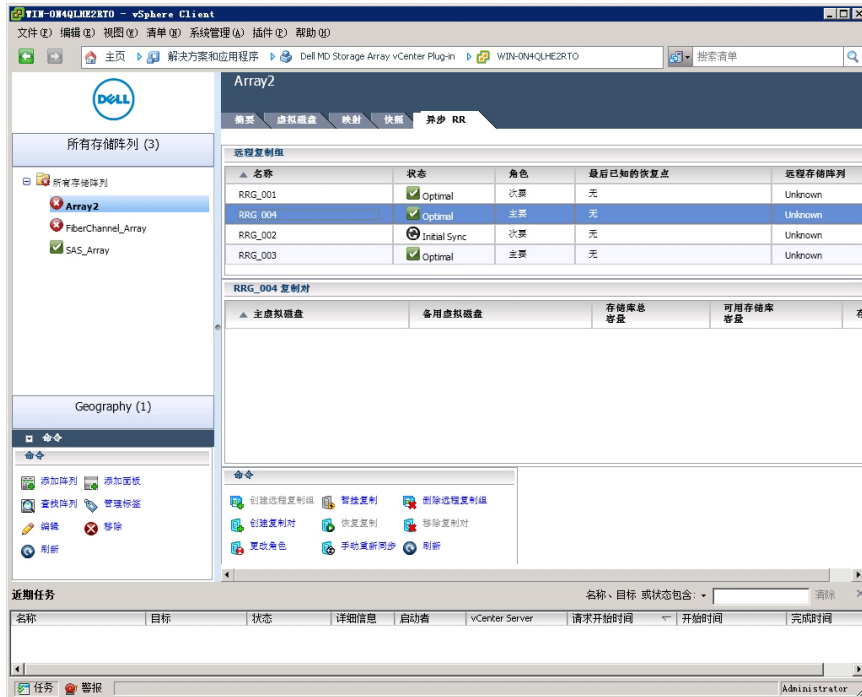 WIN-0N4QLHE2RTO - vSphere Client
文件(F) 编辑(E) 视图(V) 清单(N) 系统管理(A) 插件(P) 帮助(H)
主页 解决方案和应用程序 Dell MD Storage Array vCenter Plug-in WIN-0N4QLHE2RTO 搜索清单
DELL
所有存储阵列 (3)
所有存储阵列
Array2
FiberChannel_Array
SAS_Array
Geography (1)
命令
命令
添加阵列 添加面板
查找阵列 管理标签
编辑 移除
刷新
Array2
摘要 虚拟磁盘 映射 快照 异步 RR
远程复制组
名称 状态 角色 最后已知的恢复点 远程存储阵列
RRG_001 Optimal 次要 无 Unknown
RRG_004 Optimal 主要 无 Unknown
RRG_002 Initial Sync 次要 无 Unknown
RRG_003 Optimal 主要 无 Unknown
RRG_004 复制对
主虚拟磁盘 备用虚拟磁盘 存储库总容量 可用存储库容量 存
命令
创建远程复制组 暂挂复制 删除远程复制组
创建复制对 恢复复制 移除复制对
更改角色 手动重新同步 刷新
近期任务 名称、目标 或状态包含: 清除
名称 目标 状态 详细信息 启动者 vCenter Server 请求开始时间 开始时间 完成时间
任务 警报 Administrator